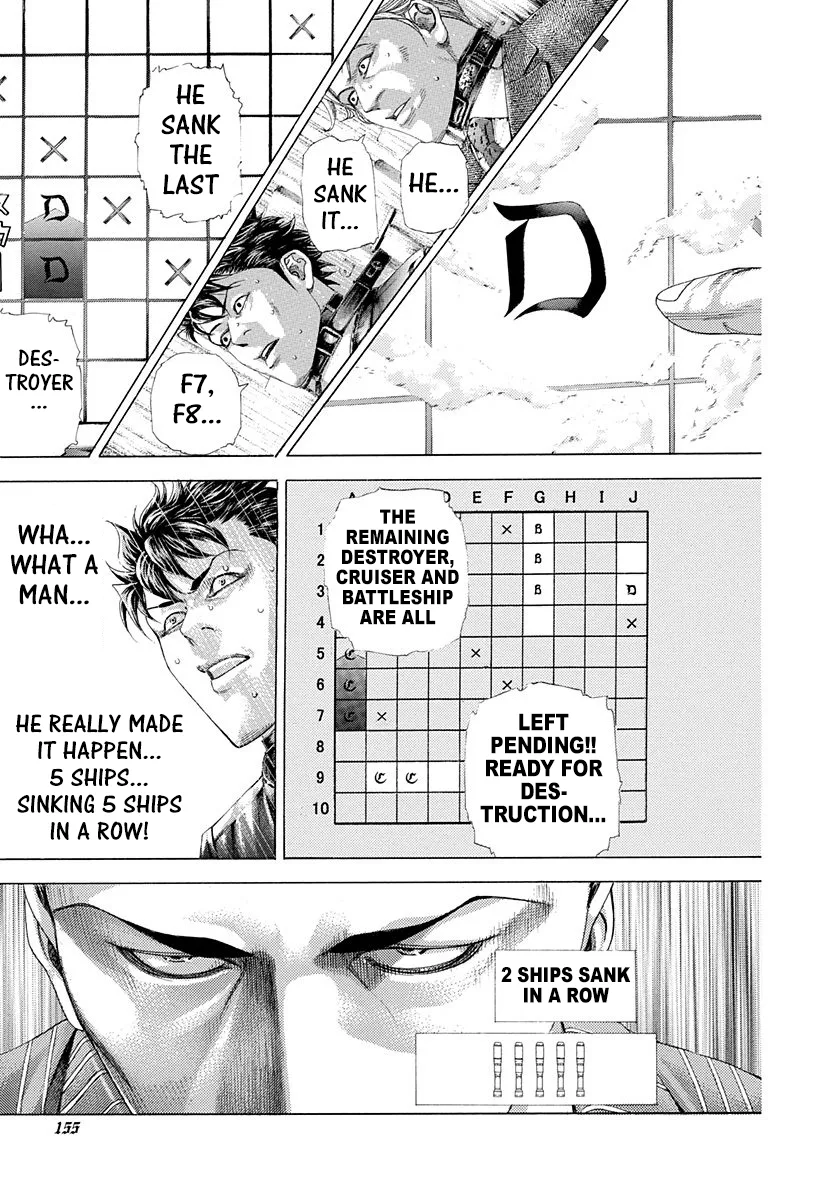 D
HE...
HE
SANK
IT...
F7,
F8...
×
HE
SANK
THE
LAST
×
D ×
D ×
DES-
TROYER
...
D E F G H I J
THE
REMAINING
DESTROYER,
CRUISER AND
BATTLESHIP
ARE ALL
1 × B
2 B
3 B D
4 ×
5 C ×
6 C ×
7 C ×
8
9 C C
10
LEFT
PENDING!!
READY FOR
DES-
TRUCTION...
WHA...
WHAT A
MAN...
HE REALLY MADE
IT HAPPEN...
5 SHIPS...
SINKING 5 SHIPS
IN A ROW!
2 SHIPS SANK
IN A ROW
155